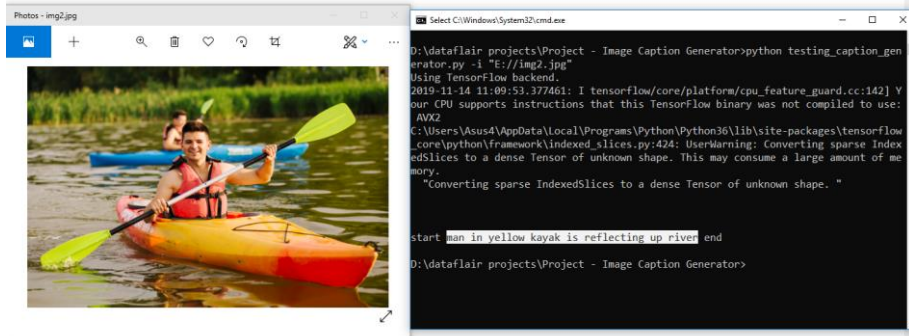 Photos - img2.jpg
Select C:\Windows\System32\cmd.exe
D:\dataflair projects\Project - Image Caption Generator>python testing_caption_gen
erator.py -i "E://img2.jpg"
Using TensorFlow backend.
2019-11-14 11:09:53.377461: I tensorflow/core/platform/cpu_feature_guard.cc:142] Y
our CPU supports instructions that this TensorFlow binary was not compiled to use:
AVX2
C:\Users\Asus4\AppData\Local\Programs\Python\Python36\lib\site-packages\tensorflow
_core\python\framework\indexed_slices.py:424: UserWarning: Converting sparse Index
edSlices to a dense Tensor of unknown shape. This may consume a large amount of me
mory.
"Converting sparse IndexedSlices to a dense Tensor of unknown shape. "
start man in yellow kayak is reflecting up river end
D:\dataflair projects\Project - Image Caption Generator>